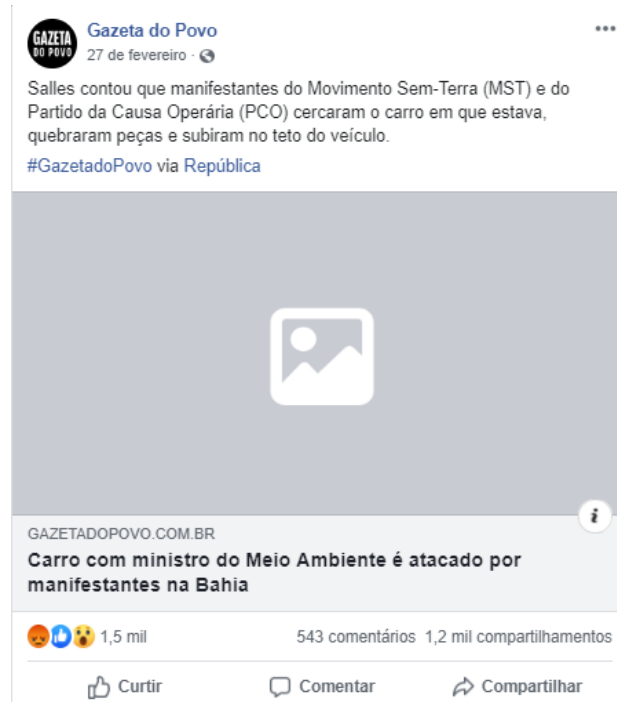 GAZETA
DO POVO
Gazeta do Povo
27 de fevereiro ·
Salles contou que manifestantes do Movimento Sem-Terra (MST) e do
Partido da Causa Operária (PCO) cercaram o carro em que estava,
quebraram peças e subiram no teto do veículo.
#GazetadoPovo via República
i
GAZETADOPOVO.COM.BR
Carro com ministro do Meio Ambiente é atacado por
manifestantes na Bahia
1,5 mil 543 comentários 1,2 mil compartilhamentos
Curtir Comentar Compartilhar